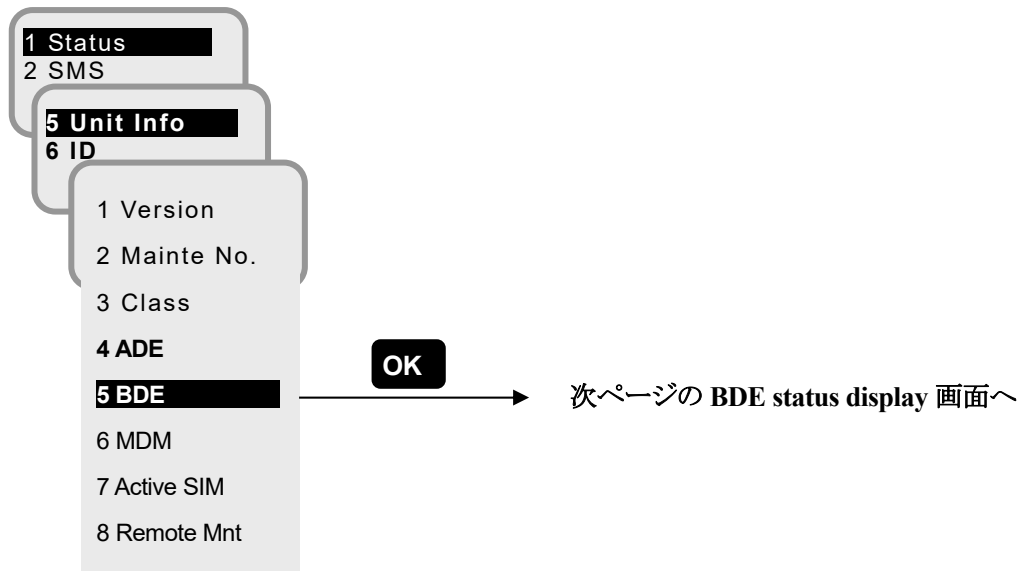 1 Status
2 SMS
5 Unit Info
6 ID
1 Version
2 Mainte No.
3 Class
4 ADE
5 BDE
6 MDM
7 Active SIM
8 Remote Mnt
OK
次ページの BDE status display 画面へ